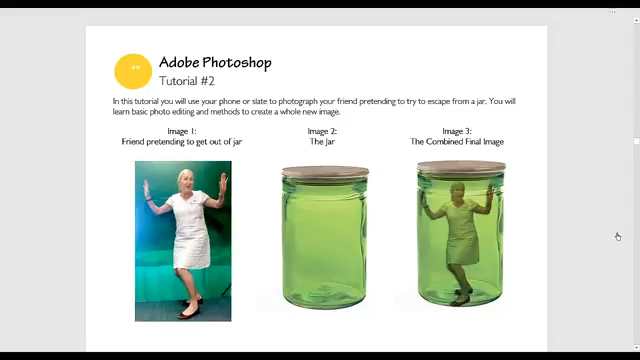 Adobe Photoshop
Tutorial #2
In this tutorial you will use your phone or slate to photograph your friend pretending to try to escape from a jar. You will
learn basic photo editing and methods to create a whole new image.
Image 1:
Friend pretending to get out of jar
Image 2:
The Jar
Image 3:
The Combined Final Image